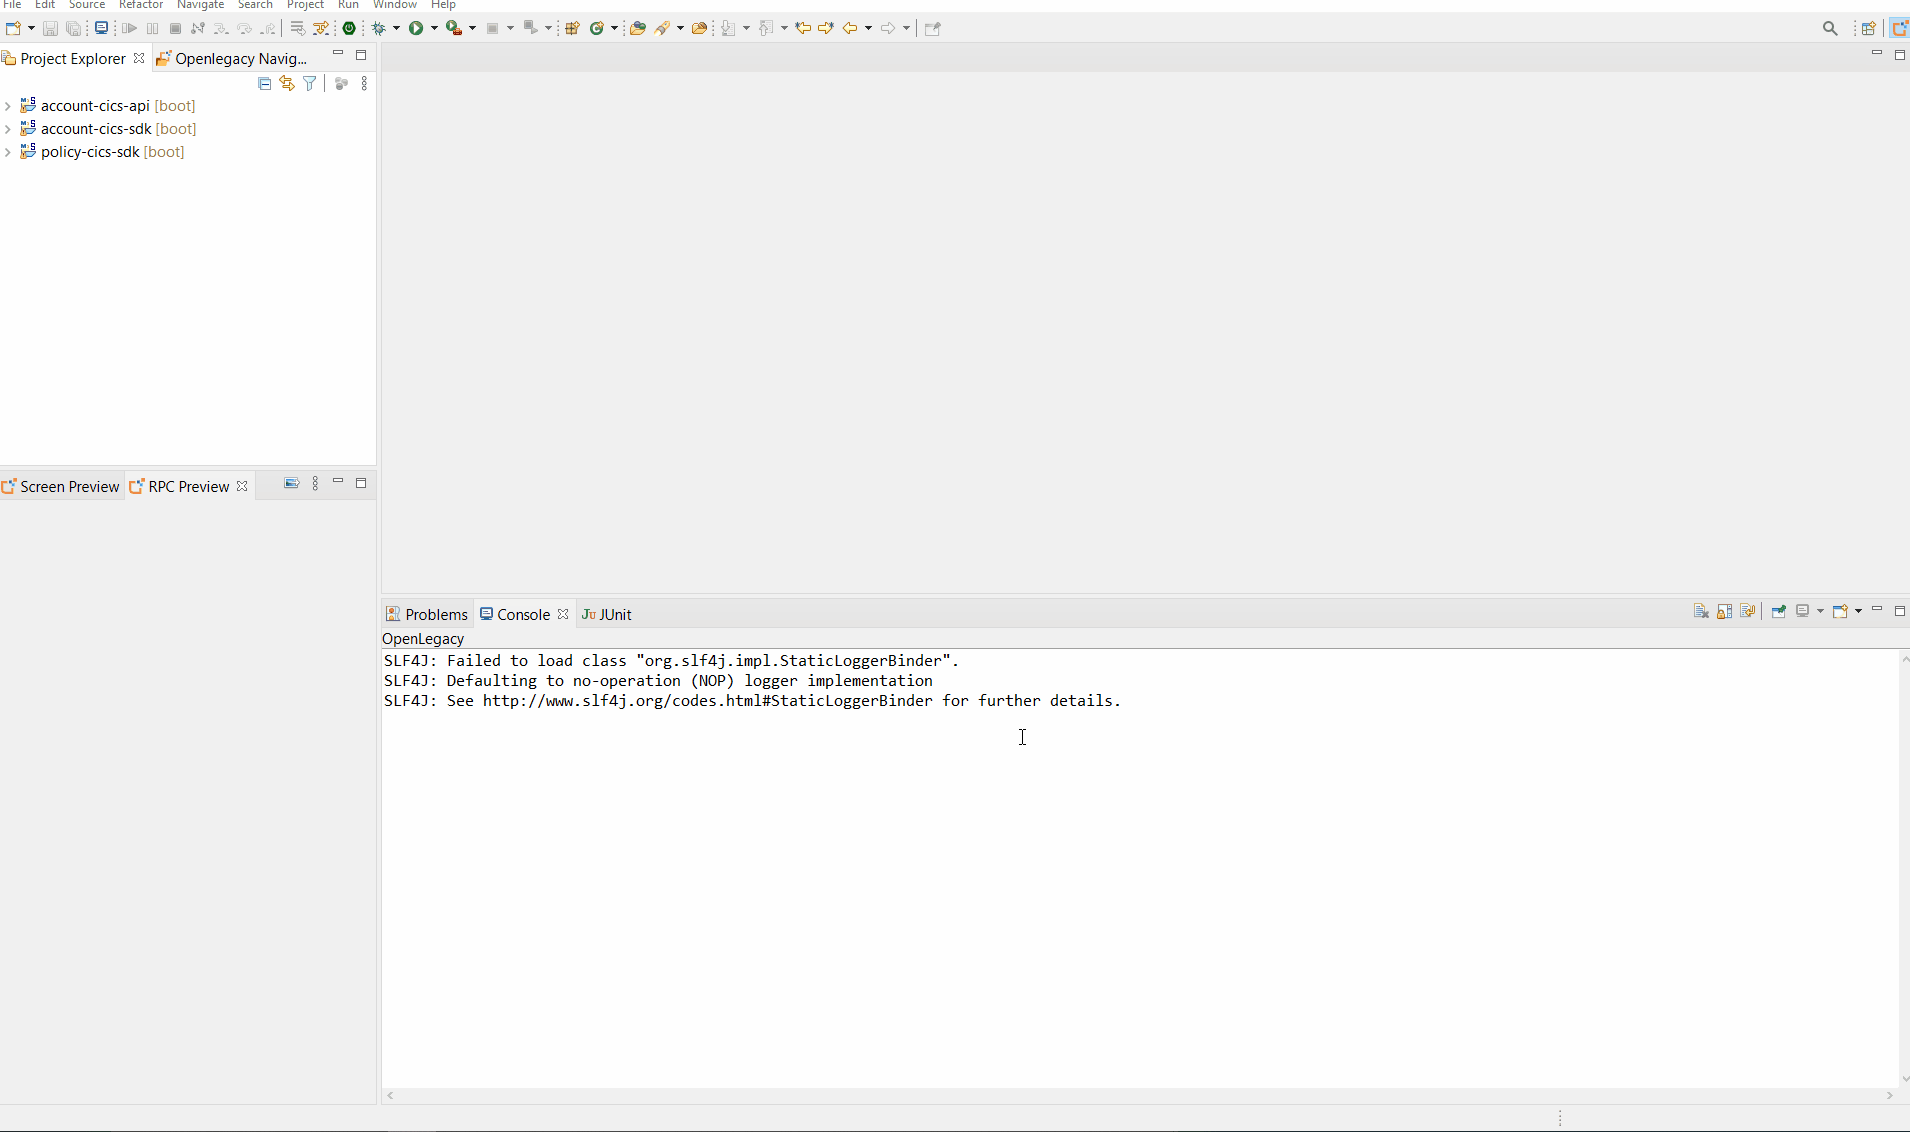 File Edit Source Refactor Navigate Search Project Run Window Help
Project Explorer
Openlegacy Navig...
account-cics-api [boot]
account-cics-sdk [boot]
policy-cics-sdk [boot]
Screen Preview
RPC Preview
Problems
Console
Ju JUnit
OpenLegacy
SLF4J: Failed to load class "org.slf4j.impl.StaticLoggerBinder".
SLF4J: Defaulting to no-operation (NOP) logger implementation
SLF4J: See http://www.slf4j.org/codes.html#StaticLoggerBinder for further details.